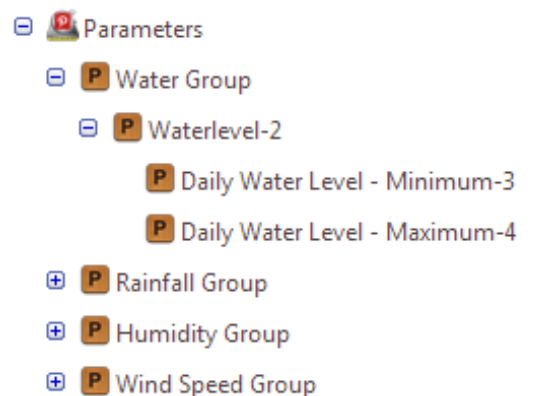 Parameters
P Water Group
P Waterlevel-2
P Daily Water Level - Minimum-3
P Daily Water Level - Maximum-4
P Rainfall Group
P Humidity Group
P Wind Speed Group